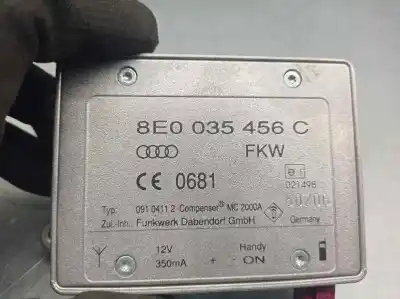 8E0 035 456 C
FKW
e1
CE 0681
021498
Typ: 091 0411 2 - Compenser® MC 2000A
Zul.-Inh.: Funkwerk Dabendorf GmbH
Germany
12V Handy
350mA + - ON